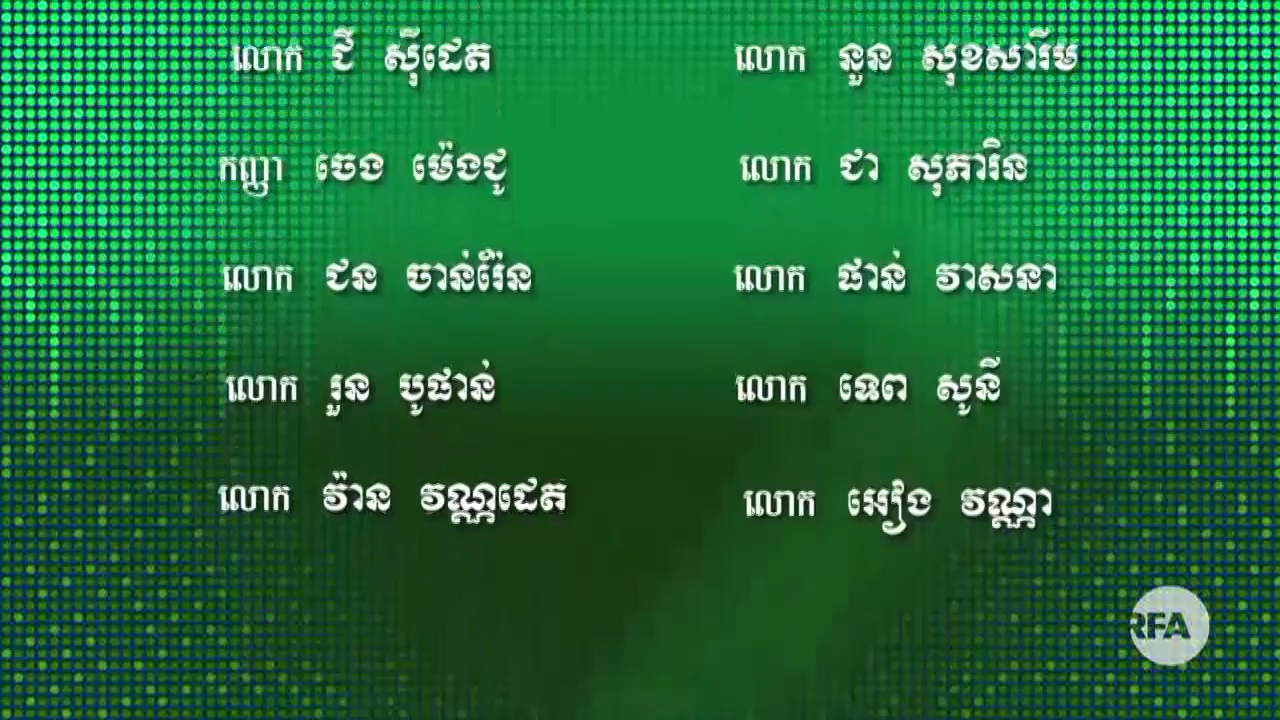 លោក ជី ស៊ីដេត
លោក នួន សុខសារីម
កញ្ញា ចេង ម៉េងជូ
លោក ជា សុភារិន
លោក ជន ចាន់រ៉ែន
លោក ផាន់ វាសនា
លោក រួន បូផាន់
លោក ទេព សូនី
លោក វ៉ាន វណ្ណដេត
លោក អៀង វណ្ណា
RFA